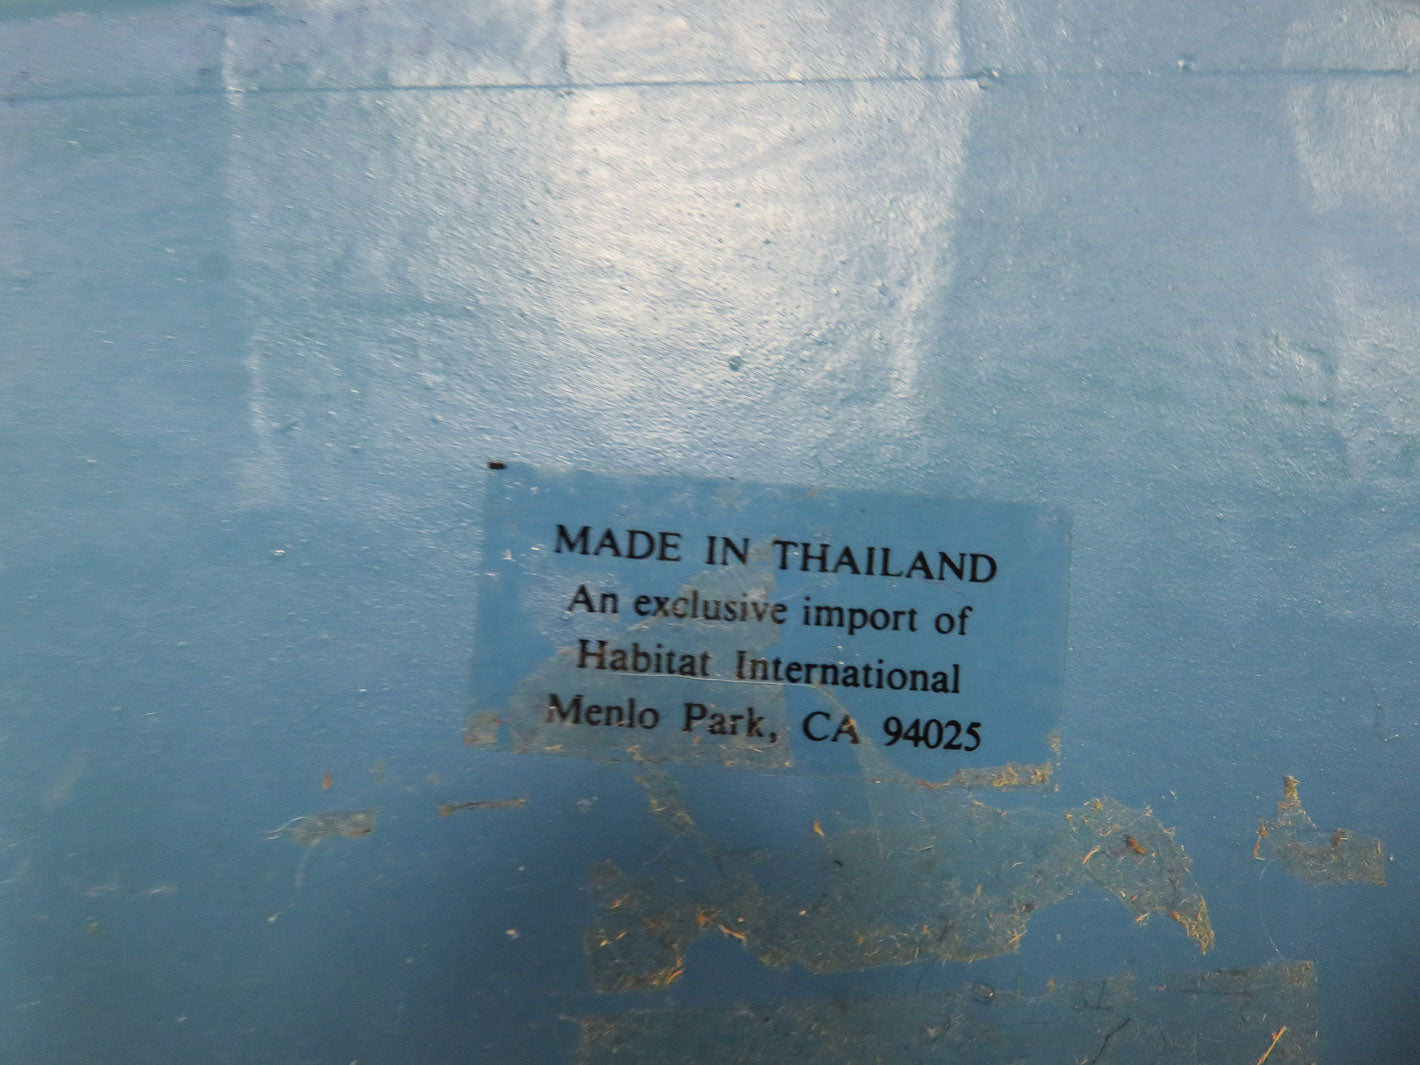 MADE IN THAILAND
An exclusive import of
Habitat International
Menlo Park, CA 94025